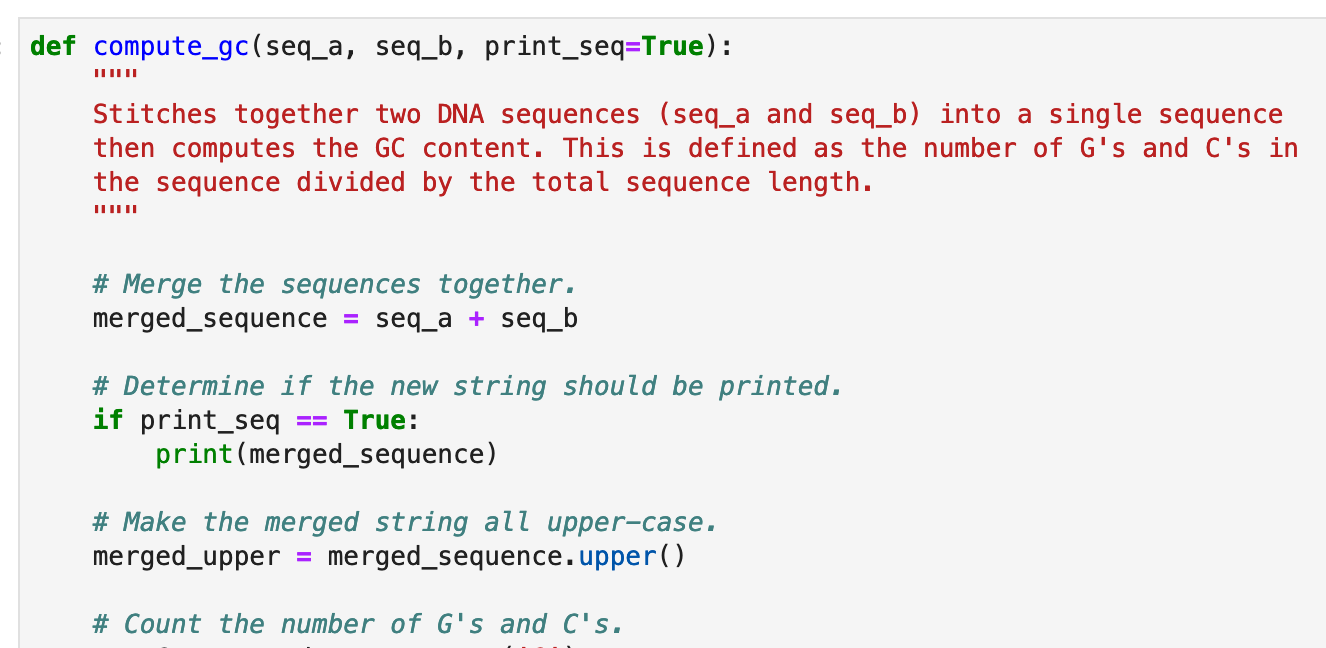 def compute_gc(seq_a, seq_b, print_seq=True):
    """
    Stitches together two DNA sequences (seq_a and seq_b) into a single sequence
    then computes the GC content. This is defined as the number of G's and C's in
    the sequence divided by the total sequence length.
    """
    # Merge the sequences together.
    merged_sequence = seq_a + seq_b
    # Determine if the new string should be printed.
    if print_seq == True:
        print(merged_sequence)
    # Make the merged string all upper-case.
    merged_upper = merged_sequence.upper()
    # Count the number of G's and C's.